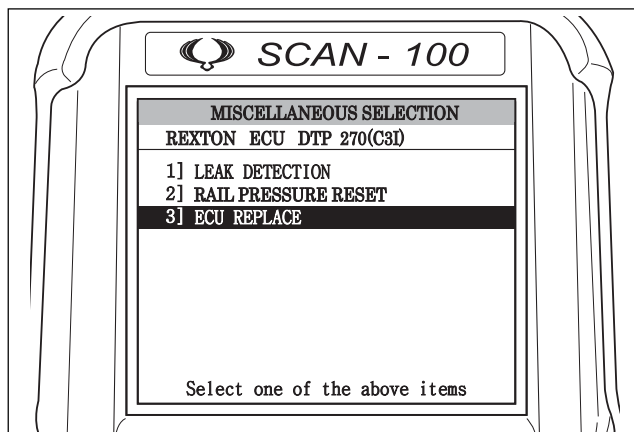 SCAN - 100
MISCELLANEOUS SELECTION
REXTON ECU DTP 270(C3I)
1] LEAK DETECTION
2] RAIL PRESSURE RESET
3] ECU REPLACE
Select one of the above items